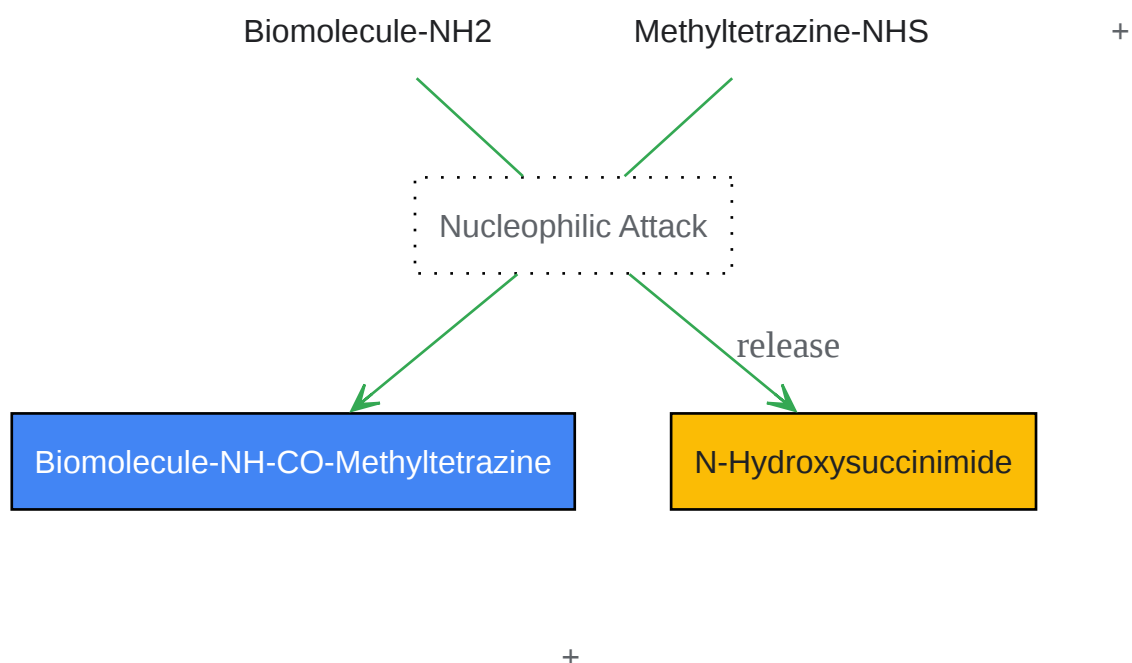 Biomolecule-NH2
Methyltetrazine-NHS
+
Nucleophilic Attack
release
Biomolecule-NH-CO-Methyltetrazine
N-Hydroxysuccinimide
+